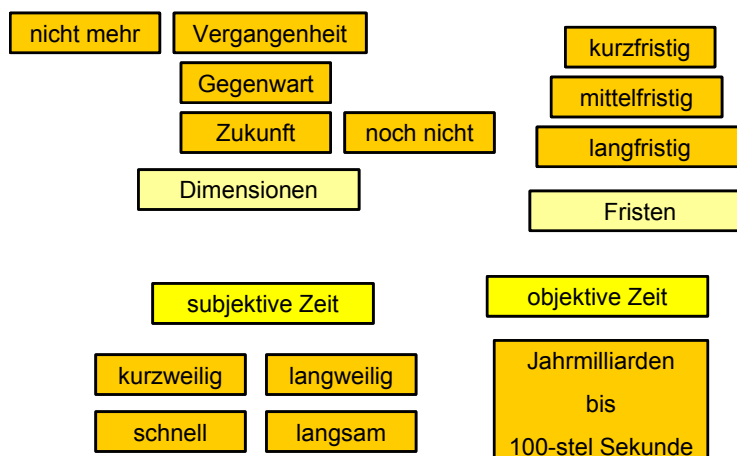 nicht mehr
Vergangenheit
Gegenwart
Zukunft
noch nicht
Dimensionen
kurzfristig
mittelfristig
langfristig
Fristen
subjektive Zeit
objektive Zeit
kurzweilig
langweilig
schnell
langsam
Jahrmilliarden
bis
100-stel Sekunde